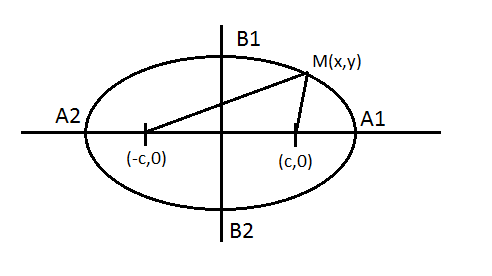 B1
M(x,y)
A2
A1
(-c,0)
(c,0)
B2